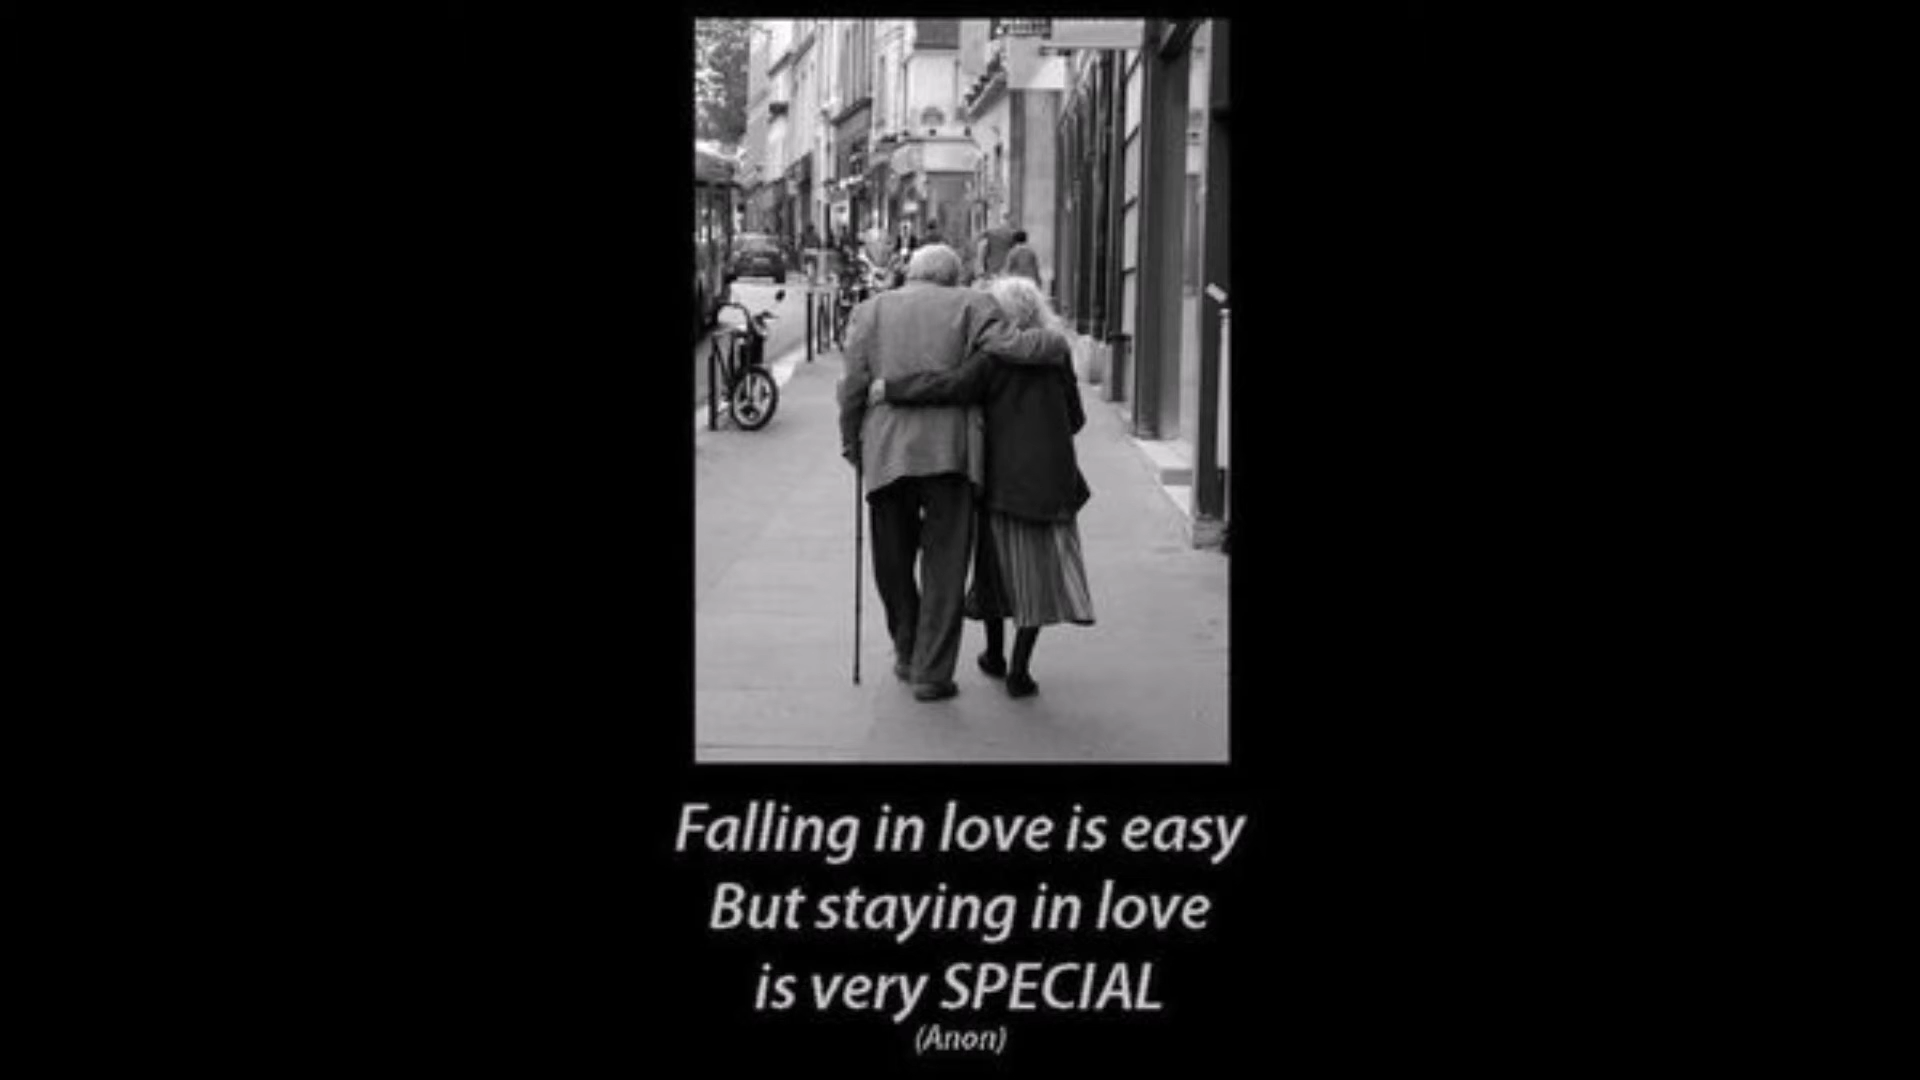 Falling in love is easy
But staying in love
is very SPECIAL
(Anon)